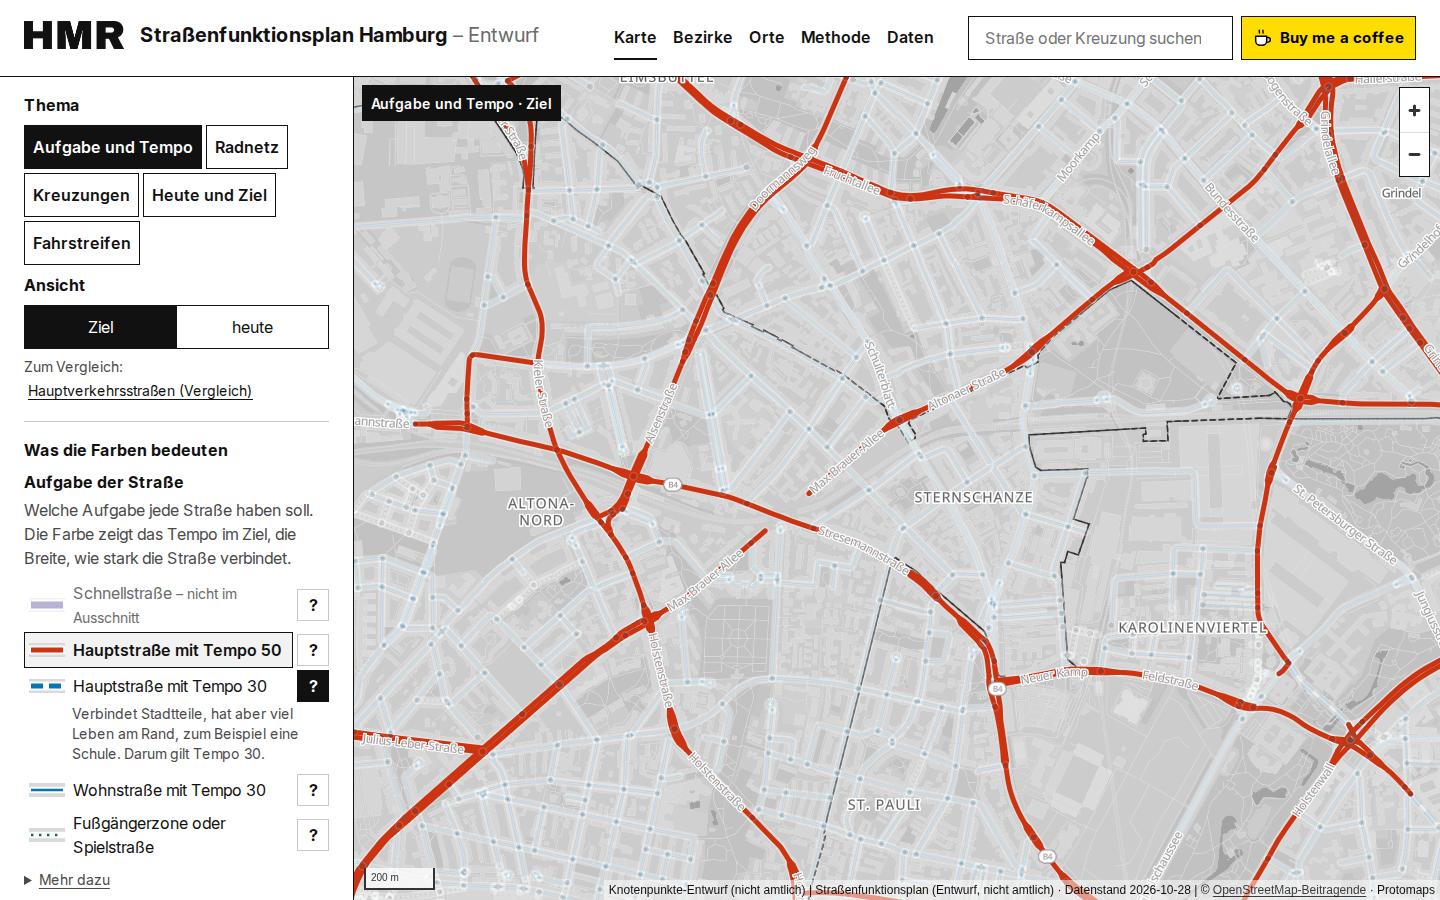 HMR
Straßenfunktionsplan Hamburg – Entwurf
Karte
Bezirke
Orte
Methode
Daten
Straße oder Kreuzung suchen
Buy me a coffee
Thema
Aufgabe und Tempo
Radnetz
Kreuzungen
Heute und Ziel
Fahrstreifen
Ansicht
Ziel
heute
Zum Vergleich:
Hauptverkehrsstraßen (Vergleich)
Was die Farben bedeuten
Aufgabe der Straße
Welche Aufgabe jede Straße haben soll.
Die Farbe zeigt das Tempo im Ziel, die
Breite, wie stark die Straße verbindet.
Schnellstraße – nicht im
Ausschnitt
?
Hauptstraße mit Tempo 50
?
Hauptstraße mit Tempo 30
?
Verbindet Stadtteile, hat aber viel
Leben am Rand, zum Beispiel eine
Schule. Darum gilt Tempo 30.
Wohnstraße mit Tempo 30
?
Fußgängerzone oder
Spielstraße
?
Mehr dazu
Aufgabe und Tempo · Ziel
EIMSBÜTTEL
Hallerstraße
+
−
Grindelallee
Grindel
Moorkamp
Bundesstraße
Doormannsweg
Fruchtallee
Schäferkampsallee
Kieler Straße
Alsenstraße
Schulterblatt
Altonaer Straße
Max-Brauer-Allee
B4
ALTONA-
NORD
STERNSCHANZE
St. Petersburger Straße
Stresemannstraße
Max-Brauer-Allee
KAROLINENVIERTEL
Holstenstraße
Neuer Kamp
Feldstraße
B4
Julius-Leber-Straße
Holstenstraße
ST. PAULI
Holstenwall
B4
200 m
Knotenpunkte-Entwurf (nicht amtlich) | Straßenfunktionsplan (Entwurf, nicht amtlich) · Datenstand 2026-10-28 | © OpenStreetMap-Beitragende · Protomaps